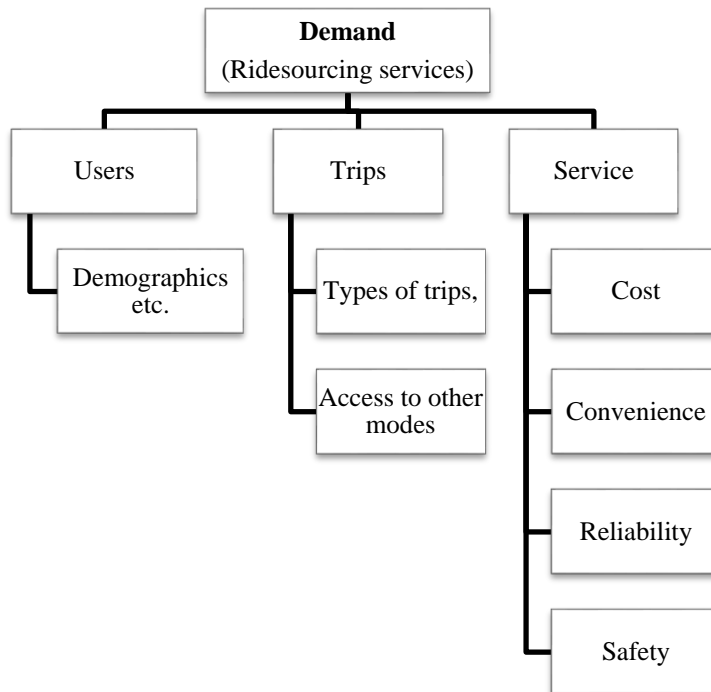 Demand
(Ridesourcing services)
Users
Trips
Service
Demographics
etc.
Types of trips,
Cost
Access to other
modes
Convenience
Reliability
Safety